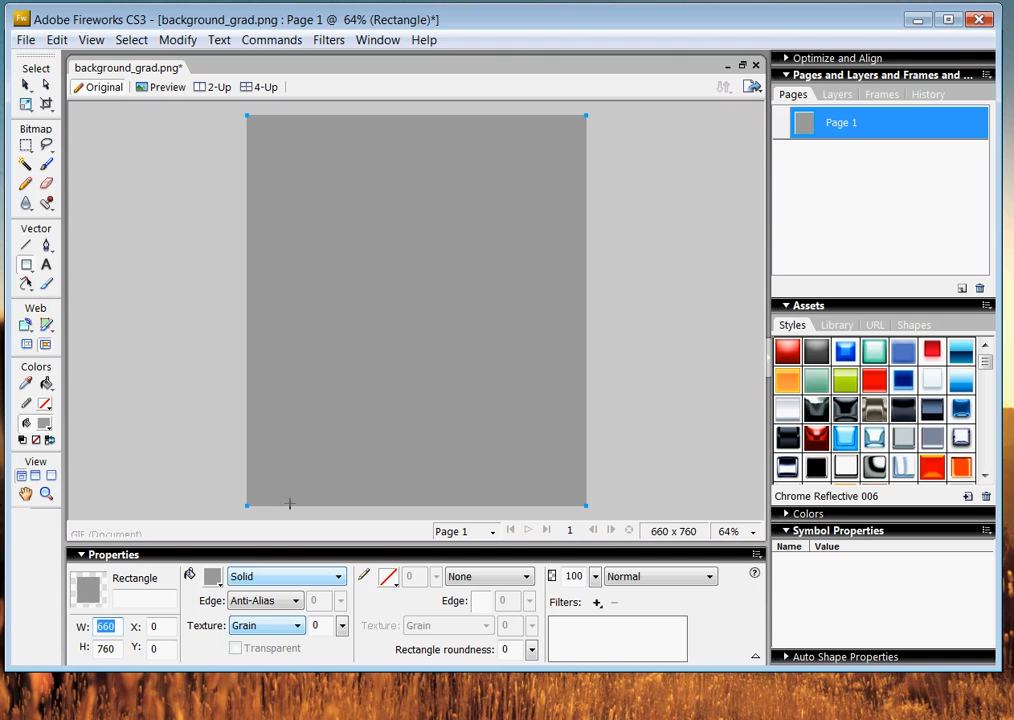 Fw Adobe Fireworks CS3 - [background_grad.png : Page 1 @ 64% (Rectangle)*]
File Edit View Select Modify Text Commands Filters Window Help
Select
Bitmap
Vector
A
Web
Colors
View
background_grad.png*
Original Preview 2-Up 4-Up
GIF (Document)
Page 1 1 660 x 760 64%
Properties
Rectangle
W: 660 X: 0
H: 760 Y: 0
Solid
Edge: Anti-Alias 0
Texture: Grain 0
Transparent
0 None
Edge: 0
Texture: Grain 0
Rectangle roundness: 0
100 Normal
Filters: + −
?
Optimize and Align
Pages and Layers and Frames and ...
Pages Layers Frames History
Page 1
Assets
Styles Library URL Shapes
Chrome Reflective 006
Colors
Symbol Properties
Name Value
Auto Shape Properties